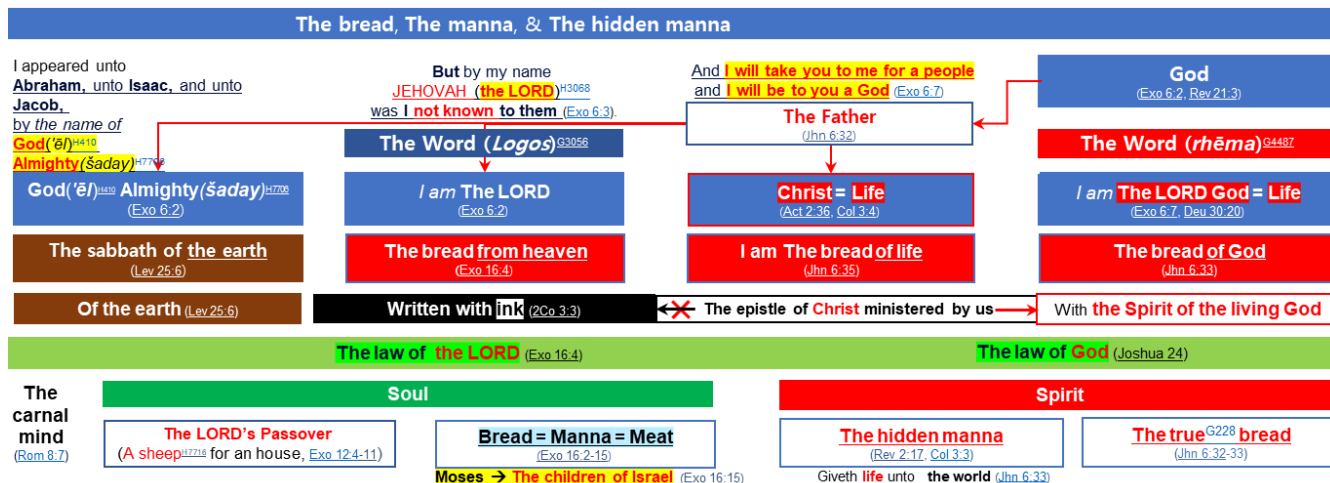 The bread, The manna, & The hidden manna
I appeared unto
Abraham, unto Isaac, and unto
Jacob,
by the name of
God('ēl)H410
Almighty(šaday)H7706
But by my name
JEHOVAH (the LORD)H3068
was I not known to them (Exo 6:3).
And I will take you to me for a people
and I will be to you a God (Exo 6:7)
The Father
(Jhn 6:32)
God
(Exo 6:2, Rev 21:3)
The Word (Logos)G3056
The Word (rhēma)G4487
God('ēl)H410 Almighty(šaday)H7706
(Exo 6:2)
I am The LORD
(Exo 6:2)
Christ = Life
(Act 2:36, Col 3:4)
I am The LORD God = Life
(Exo 6:7, Deu 30:20)
The sabbath of the earth
(Lev 25:6)
The bread from heaven
(Exo 16:4)
I am The bread of life
(Jhn 6:35)
The bread of God
(Jhn 6:33)
Of the earth (Lev 25:6)
Written with ink (2Co 3:3)
The epistle of Christ ministered by us
With the Spirit of the living God
The law of the LORD (Exo 16:4)
The law of God (Joshua 24)
The
carnal
mind
(Rom 8:7)
Soul
Spirit
The LORD's Passover
(A sheepH7716 for an house, Exo 12:4-11)
Bread = Manna = Meat
(Exo 16:2-15)
Moses → The children of Israel (Exo 16:15)
The hidden manna
(Rev 2:17, Col 3:3)
Giveth life unto the world (Jhn 6:33)
The trueG228 bread
(Jhn 6:32-33)